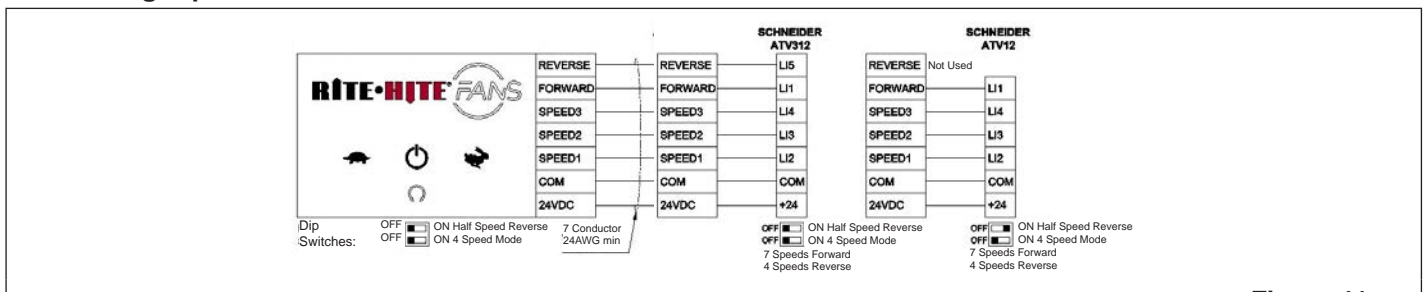 SCHNEIDER
ATV312
SCHNEIDER
ATV12
RITE•HITE FANS
REVERSE
FORWARD
SPEED3
SPEED2
SPEED1
COM
24VDC
REVERSE
FORWARD
SPEED3
SPEED2
SPEED1
COM
24VDC
LI5
LI1
LI4
LI3
LI2
COM
+24
REVERSE
FORWARD
SPEED3
SPEED2
SPEED1
COM
24VDC
Not Used
LI1
LI4
LI3
LI2
COM
+24
Dip
Switches:
OFF ON Half Speed Reverse
OFF ON 4 Speed Mode
7 Conductor
24AWG min
OFF ON Half Speed Reverse
OFF ON 4 Speed Mode
7 Speeds Forward
4 Speeds Reverse
OFF ON Half Speed Reverse
OFF ON 4 Speed Mode
7 Speeds Forward
4 Speeds Reverse